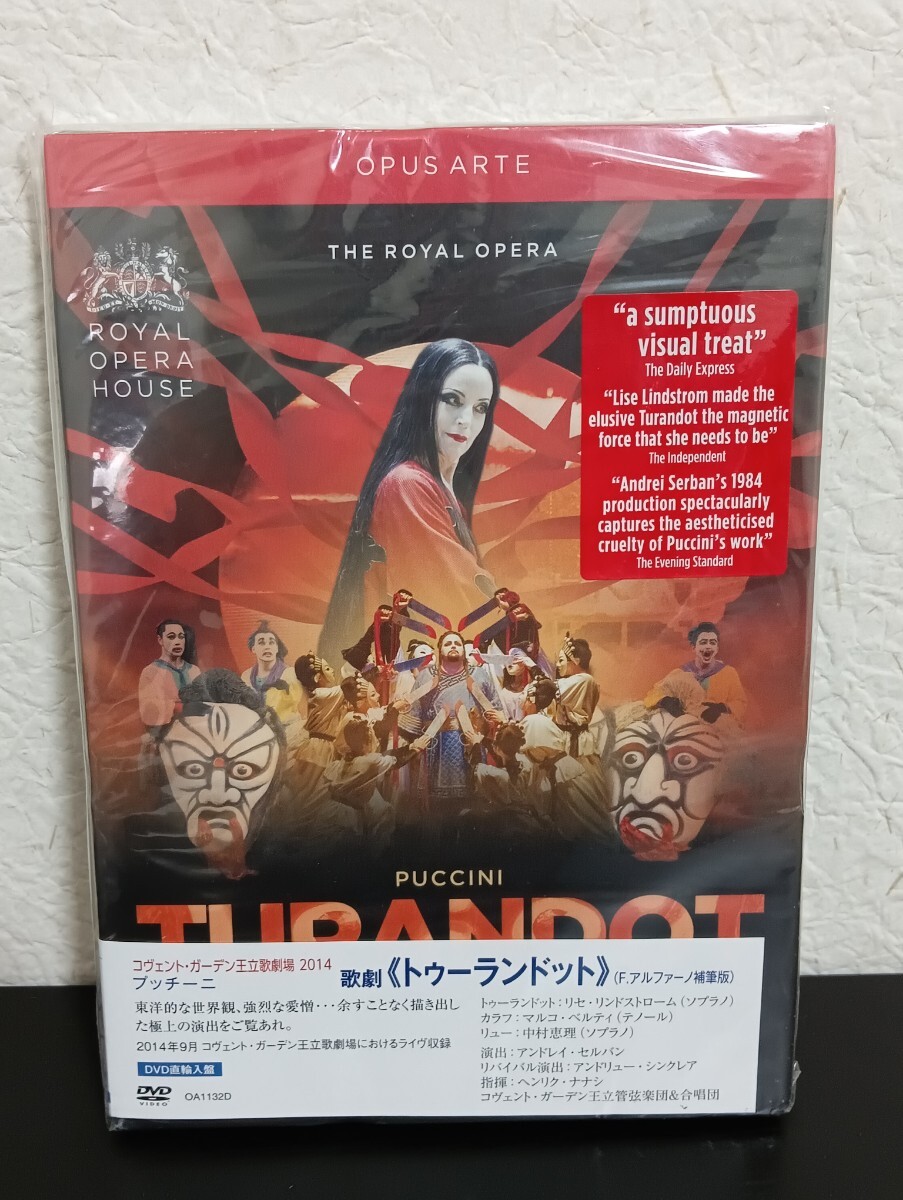 OPUS ARTE
THE ROYAL OPERA
ROYAL
OPERA
HOUSE
“a sumptuous
visual treat”
The Daily Express
“Lise Lindstrom made the
elusive Turandot the magnetic
force that she needs to be”
The Independent
“Andrei Serban's 1984
production spectacularly
captures the aestheticised
cruelty of Puccini's work”
The Evening Standard
PUCCINI
TURANDOT
コヴェント・ガーデン王立歌劇場 2014
プッチーニ
歌劇《トゥーランドット》(F.アルファーノ補筆版)
東洋的な世界観、強烈な愛憎・・・余すことなく描き出し
た極上の演出をご覧あれ。
2014年9月 コヴェント・ガーデン王立歌劇場におけるライヴ収録
DVD直輸入盤
DVD
VIDEO
OA1132D
トゥーランドット：リセ・リンドストローム(ソプラノ)
カラフ：マルコ・ベルティ(テノール)
リュー：中村恵理(ソプラノ)
演出：アンドレイ・セルバン
リバイバル演出：アンドリュー・シンクレア
指揮：ヘンリク・ナナシ
コヴェント・ガーデン王立管弦楽団&合唱団